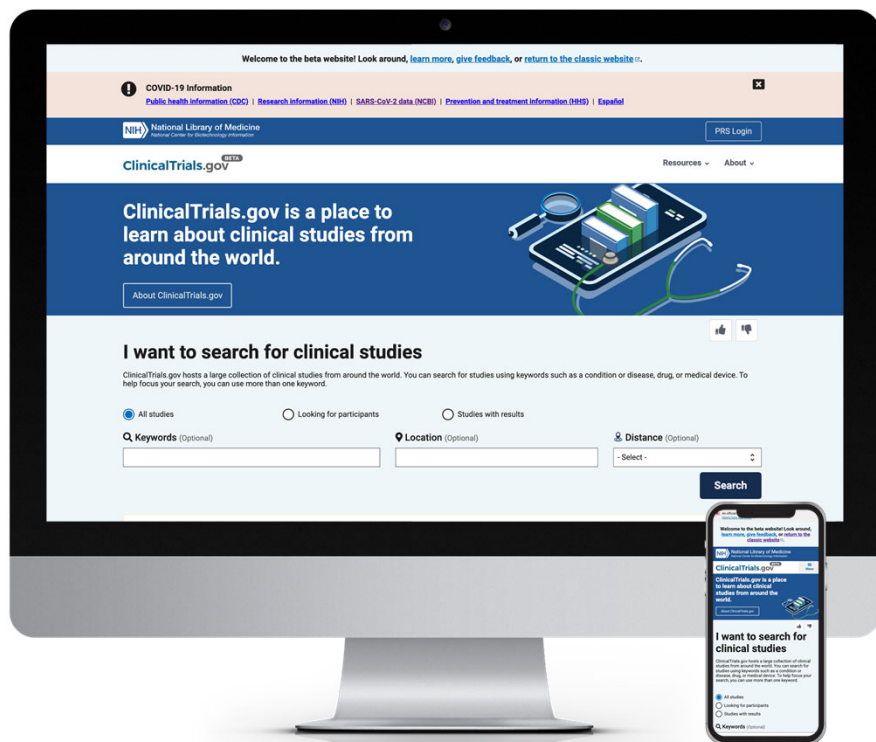 Welcome to the beta website! Look around, learn more, give feedback, or return to the classic website.
COVID-19 Information
Public health information (CDC) | Research information (NIH) | SARS-CoV-2 data (NCBI) | Prevention and treatment information (HHS) | Español
NIH National Library of Medicine
National Center for Biotechnology Information
PRS Login
ClinicalTrials.gov BETA
Resources
About
ClinicalTrials.gov is a place to
learn about clinical studies from
around the world.
About ClinicalTrials.gov
I want to search for clinical studies
ClinicalTrials.gov hosts a large collection of clinical studies from around the world. You can search for studies using keywords such as a condition or disease, drug, or medical device. To
help focus your search, you can use more than one keyword.
All studies
Looking for participants
Studies with results
Keywords (Optional)
Location (Optional)
Distance (Optional)
- Select -
Search
Welcome to the beta website! Look around,
learn more, give feedback, or return to the
classic website.
NIH National Library of Medicine
National Center for Biotechnology Information
ClinicalTrials.gov BETA
Menu
ClinicalTrials.gov is a place
to learn about clinical
studies from around the
world.
About ClinicalTrials.gov
I want to search for
clinical studies
ClinicalTrials.gov hosts a large collection of clinical
studies from around the world. You can search for
studies using keywords such as a condition or
disease, drug, or medical device. To help focus your
search, you can use more than one keyword.
All studies
Looking for participants
Studies with results
Keywords (Optional)